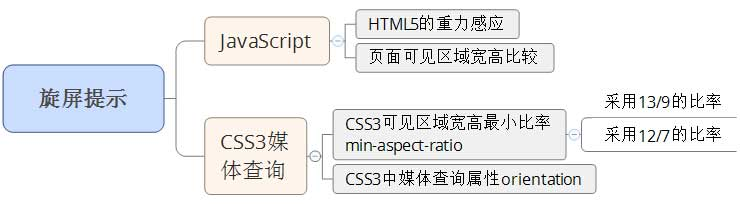 旋屏提示
JavaScript
HTML5的重力感应
页面可见区域宽高比较
CSS3媒
体查询
CSS3可见区域宽高最小比率
min-aspect-ratio
采用13/9的比率
采用12/7的比率
CSS3中媒体查询属性orientation